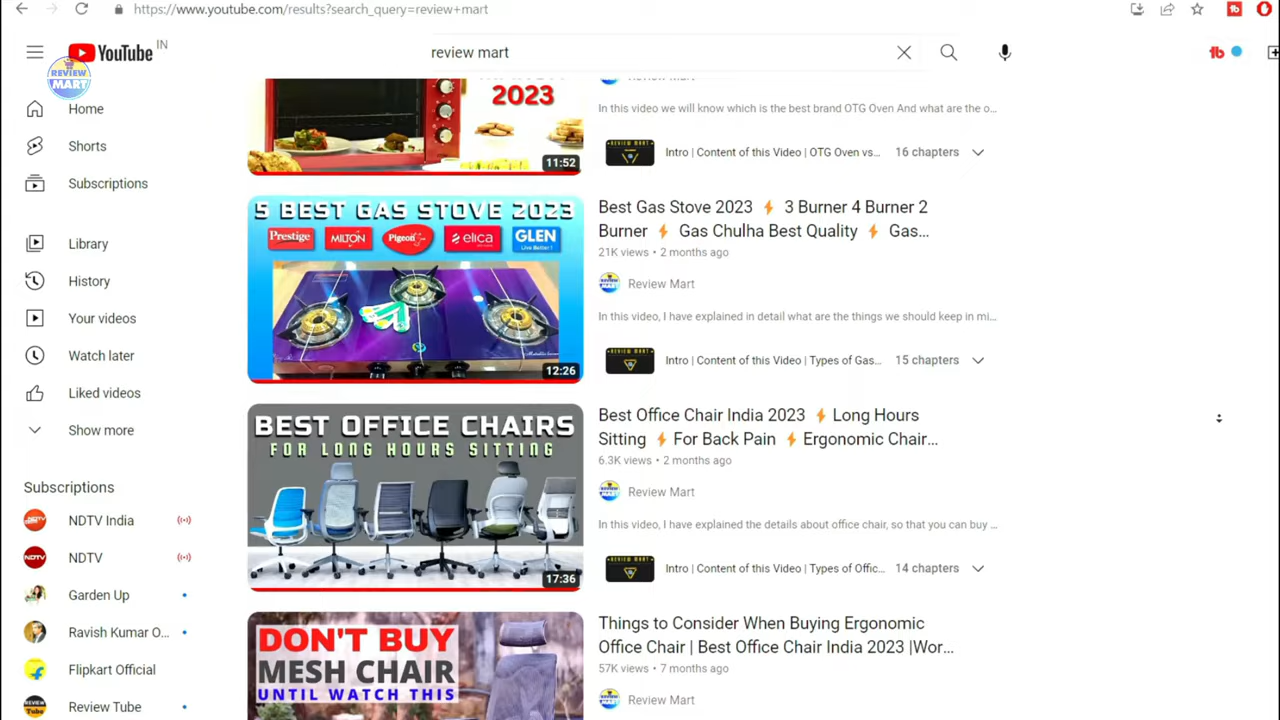 https://www.youtube.com/results?search_query=review+mart
YouTube IN
review mart
REVIEW
MART
Home
Shorts
Subscriptions
Library
History
Your videos
Watch later
Liked videos
Show more
Subscriptions
NDTV India
NDTV
Garden Up
Ravish Kumar O...
Flipkart Official
Review Tube
2023
11:52
In this video we will know which is the best brand OTG Oven And what are the o...
Intro | Content of this Video | OTG Oven vs...
16 chapters
5 BEST GAS STOVE 2023
Prestige
MILTON
Pigeon
elica
GLEN
Live Better!
12:26
Best Gas Stove 2023 ⚡ 3 Burner 4 Burner 2
Burner ⚡ Gas Chulha Best Quality ⚡ Gas...
21K views • 2 months ago
Review Mart
In this video, I have explained in detail what are the things we should keep in mi...
Intro | Content of this Video | Types of Gas...
15 chapters
BEST OFFICE CHAIRS
FOR LONG HOURS SITTING
17:36
Best Office Chair India 2023 ⚡ Long Hours
Sitting ⚡ For Back Pain ⚡ Ergonomic Chair...
6.3K views • 2 months ago
Review Mart
In this video, I have explained the details about office chair, so that you can buy ...
Intro | Content of this Video | Types of Offic...
14 chapters
DON'T BUY
MESH CHAIR
UNTIL WATCH THIS
Things to Consider When Buying Ergonomic
Office Chair | Best Office Chair India 2023 |Wor...
57K views • 7 months ago
Review Mart